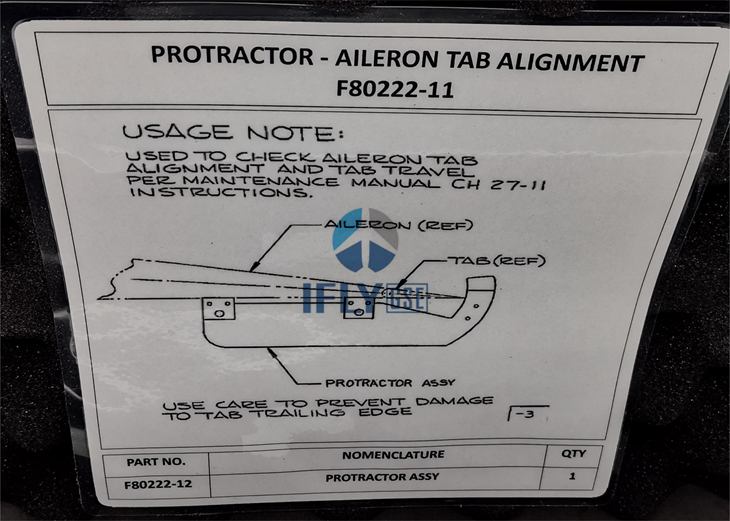 PROTRACTOR - AILERON TAB ALIGNMENT
F80222-11
USAGE NOTE:
USED TO CHECK AILERON TAB
ALIGNMENT AND TAB TRAVEL
PER MAINTENANCE MANUAL CH 27-11
INSTRUCTIONS.
AILERON (REF)
TAB (REF)
IFLY GSE
PROTRACTOR ASSY
USE CARE TO PREVENT DAMAGE
TO TAB TRAILING EDGE
-3
PART NO. NOMENCLATURE QTY
F80222-12 PROTRACTOR ASSY 1